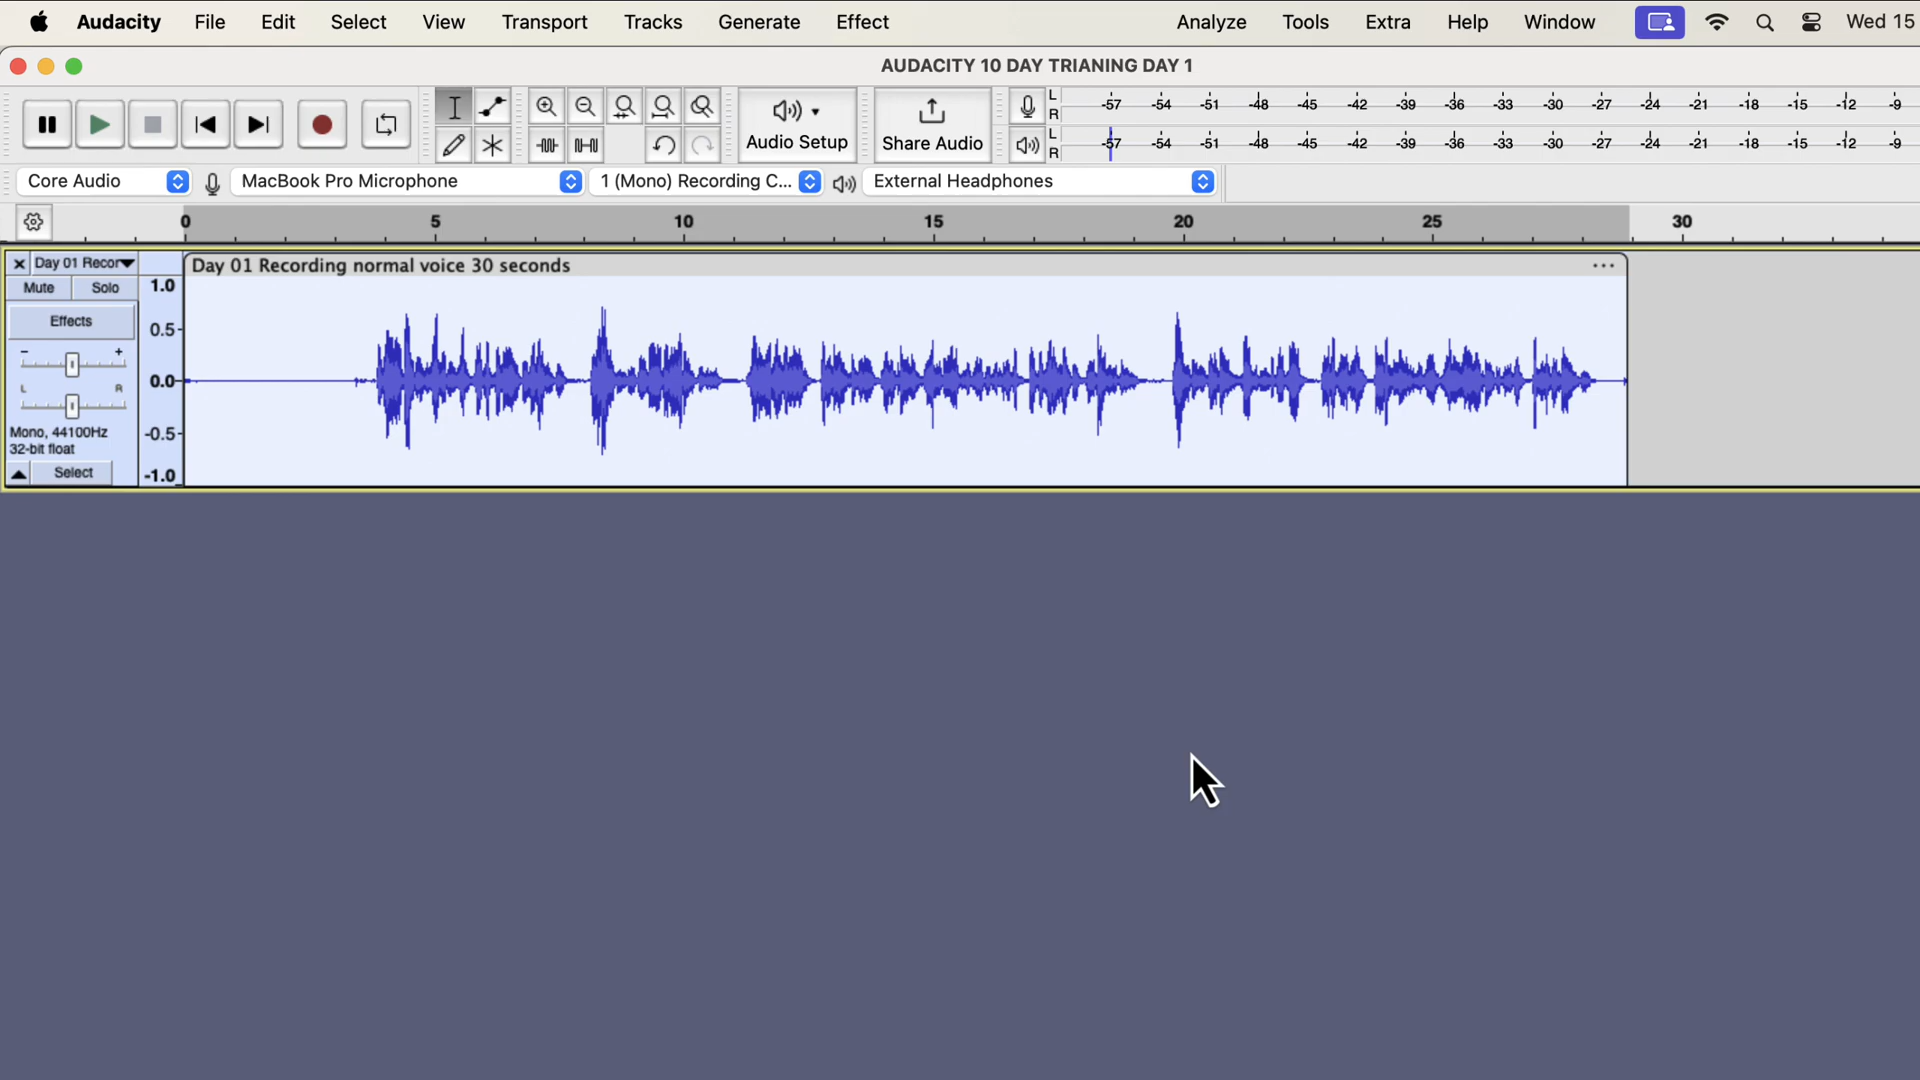 Audacity File Edit Select View Transport Tracks Generate Effect Analyze Tools Extra Help Window Wed 15
AUDACITY 10 DAY TRIANING DAY 1
L -57 -54 -51 -48 -45 -42 -39 -36 -33 -30 -27 -24 -21 -18 -15 -12 -9
R
Audio Setup Share Audio
L -57 -54 -51 -48 -45 -42 -39 -36 -33 -30 -27 -24 -21 -18 -15 -12 -9
R
Core Audio MacBook Pro Microphone 1 (Mono) Recording C... External Headphones
0 5 10 15 20 25 30
Day 01 Recor Day 01 Recording normal voice 30 seconds ...
Mute Solo 1.0
Effects 0.5
- +
L R 0.0
Mono, 44100Hz -0.5
32-bit float
Select -1.0